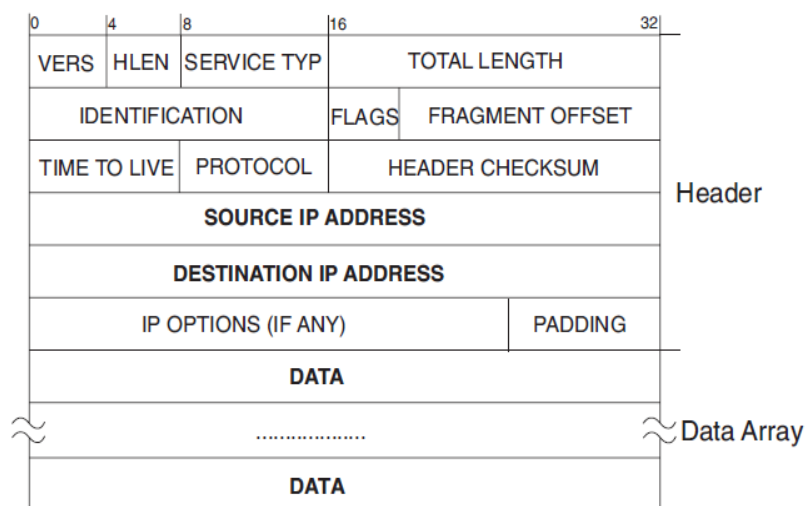 0 4 8 16 32
VERS HLEN SERVICE TYP TOTAL LENGTH
IDENTIFICATION FLAGS FRAGMENT OFFSET
TIME TO LIVE PROTOCOL HEADER CHECKSUM
Header
SOURCE IP ADDRESS
DESTINATION IP ADDRESS
IP OPTIONS (IF ANY) PADDING
DATA
.................. Data Array
DATA